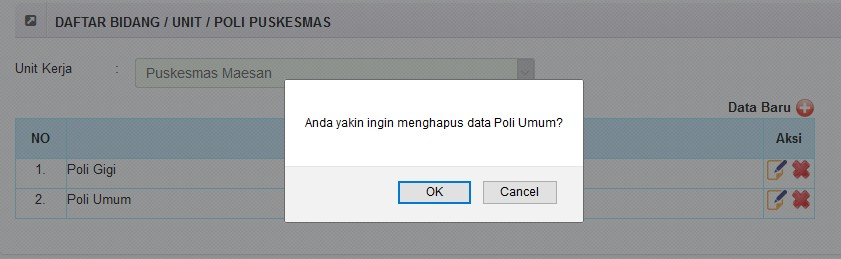 DAFTAR BIDANG / UNIT / POLI PUSKESMAS
Unit Kerja : Puskesmas Maesan
Anda yakin ingin menghapus data Poli Umum?
Data Baru
NO Aksi
1. Poli Gigi
2. Poli Umum
OK Cancel